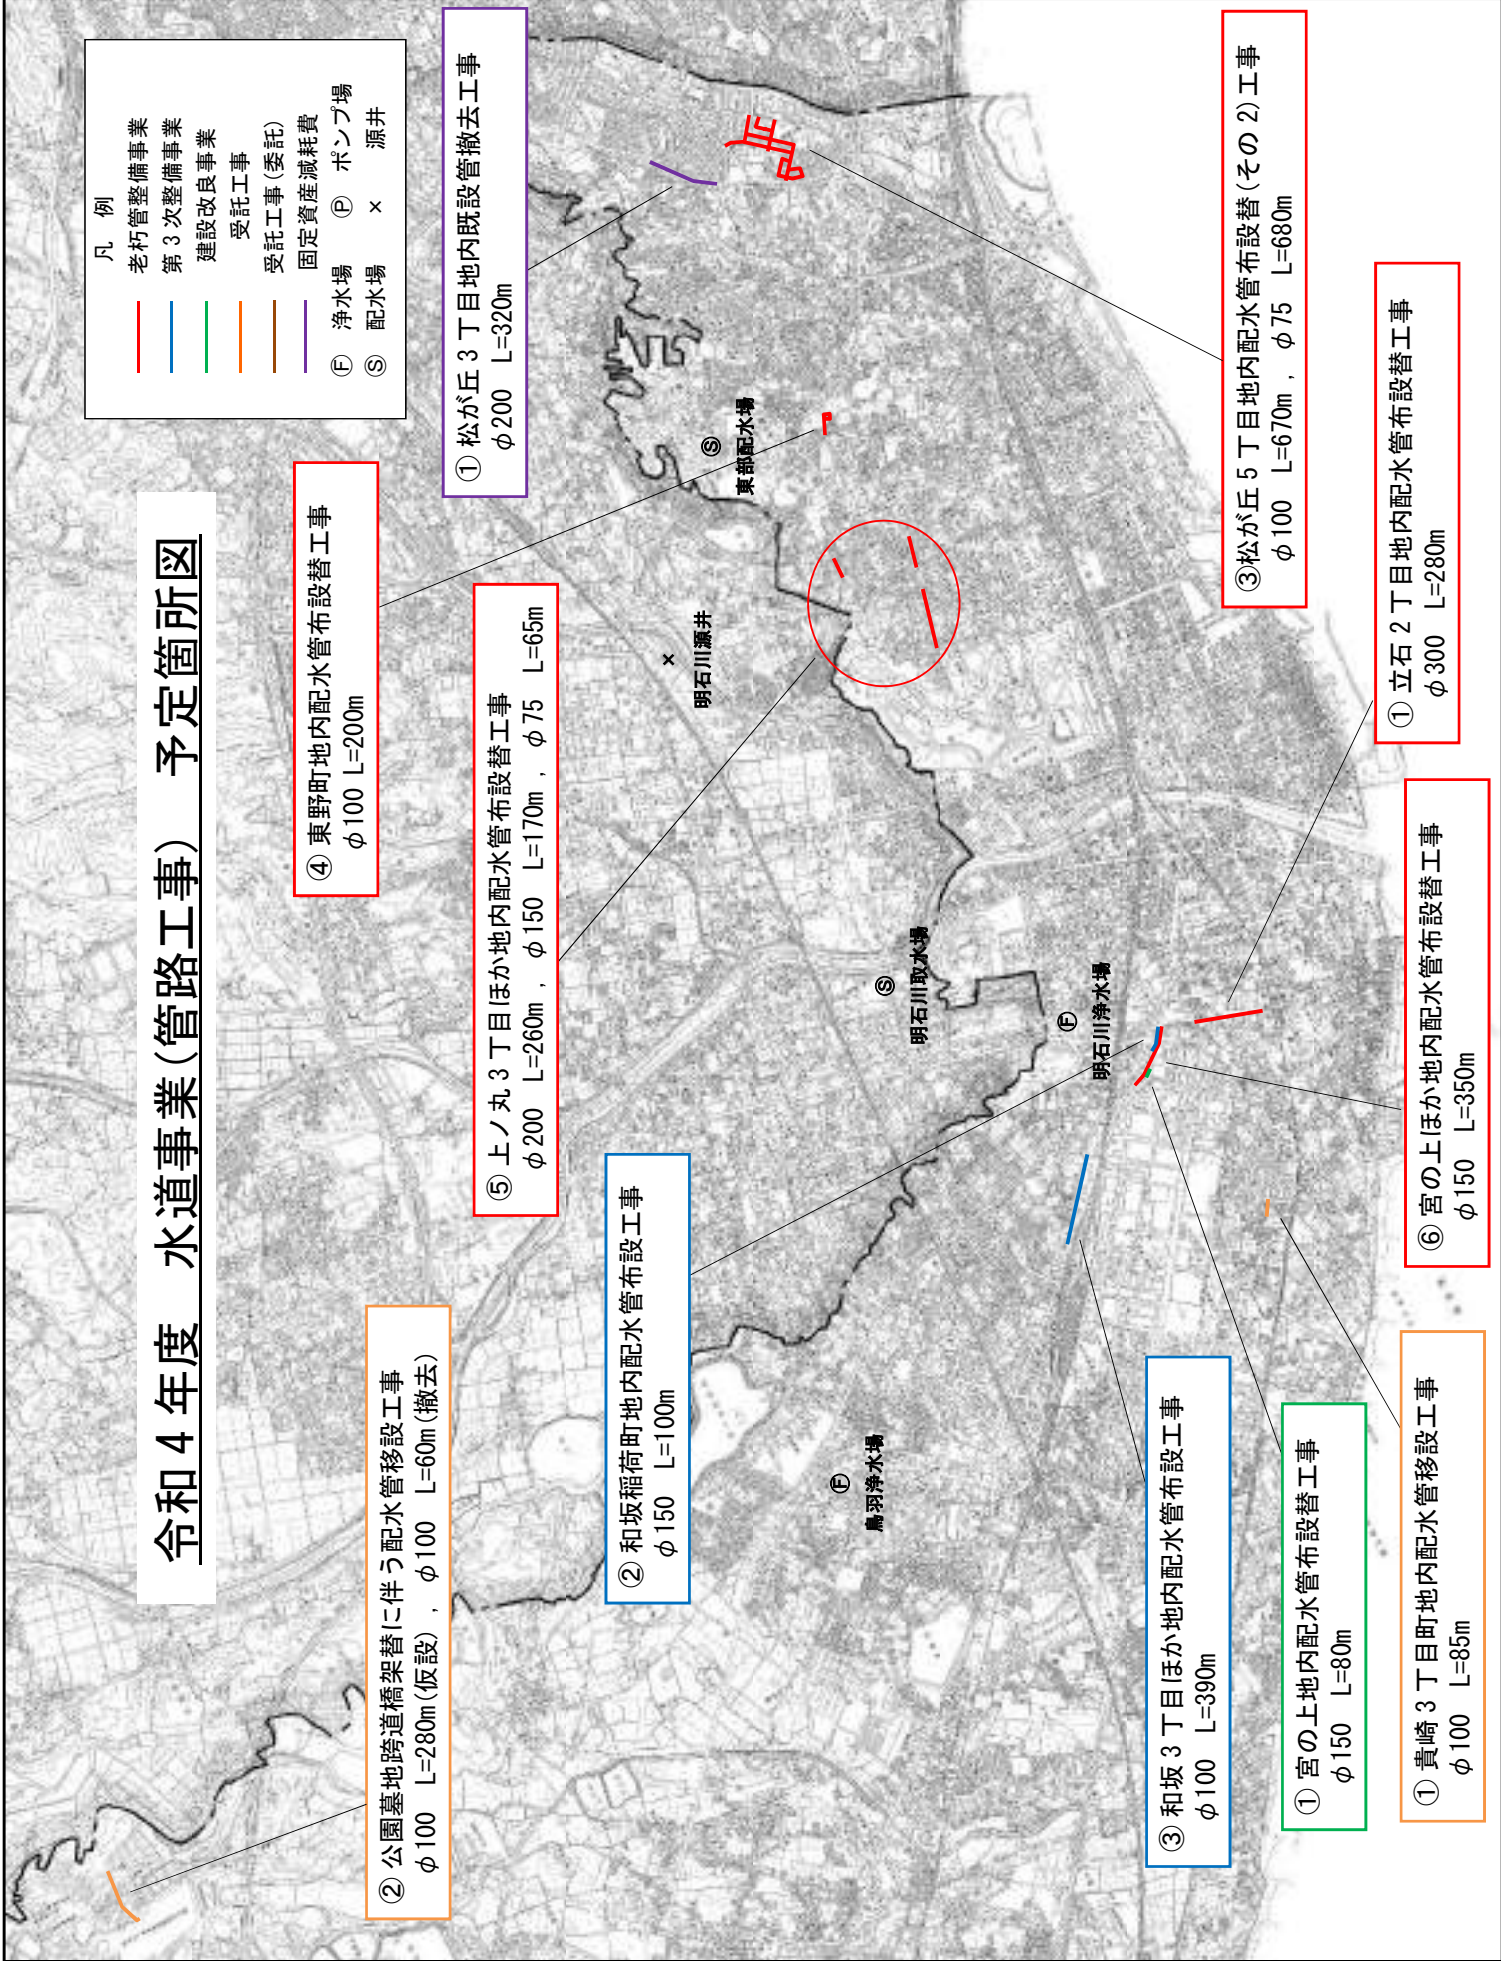 令和４年度　水道事業(管路工事)　予定箇所図
凡　例
老朽管整備事業
第３次整備事業
建設改良事業
受託工事
受託工事(委託)
固定資産減耗費
Ⓕ　浄水場　Ⓟ　ポンプ場
Ⓢ　配水場　×　源井
② 公園墓地跨道橋架替に伴う配水管移設工事
φ100　L=280m(仮設)，φ100　L=60m(撤去)
④ 東野町地内配水管布設替工事
φ100 L=200m
① 松が丘３丁目地内既設管撤去工事
φ200　L=320m
⑤ 上ノ丸３丁目ほか地内配水管布設替工事
φ200　L=260m，φ150　L=170m，φ75　L=65m
② 和坂稲荷町地内配水管布設工事
φ150　L=100m
×
明石川源井
Ⓢ
東部配水場
Ⓢ
明石川取水場
Ⓕ
鳥羽浄水場
Ⓕ
明石川浄水場
③ 和坂３丁目ほか地内配水管布設工事
φ100　L=390m
③松が丘５丁目地内配水管布設替(その2)工事
φ100　L=670m，φ75　L=680m
① 宮の上地内配水管布設替工事
φ150　L=80m
① 立石２丁目地内配水管布設替工事
φ300　L=280m
① 貴崎３丁目町地内配水管移設工事
φ100　L=85m
⑥ 宮の上ほか地内配水管布設替工事
φ150　L=350m